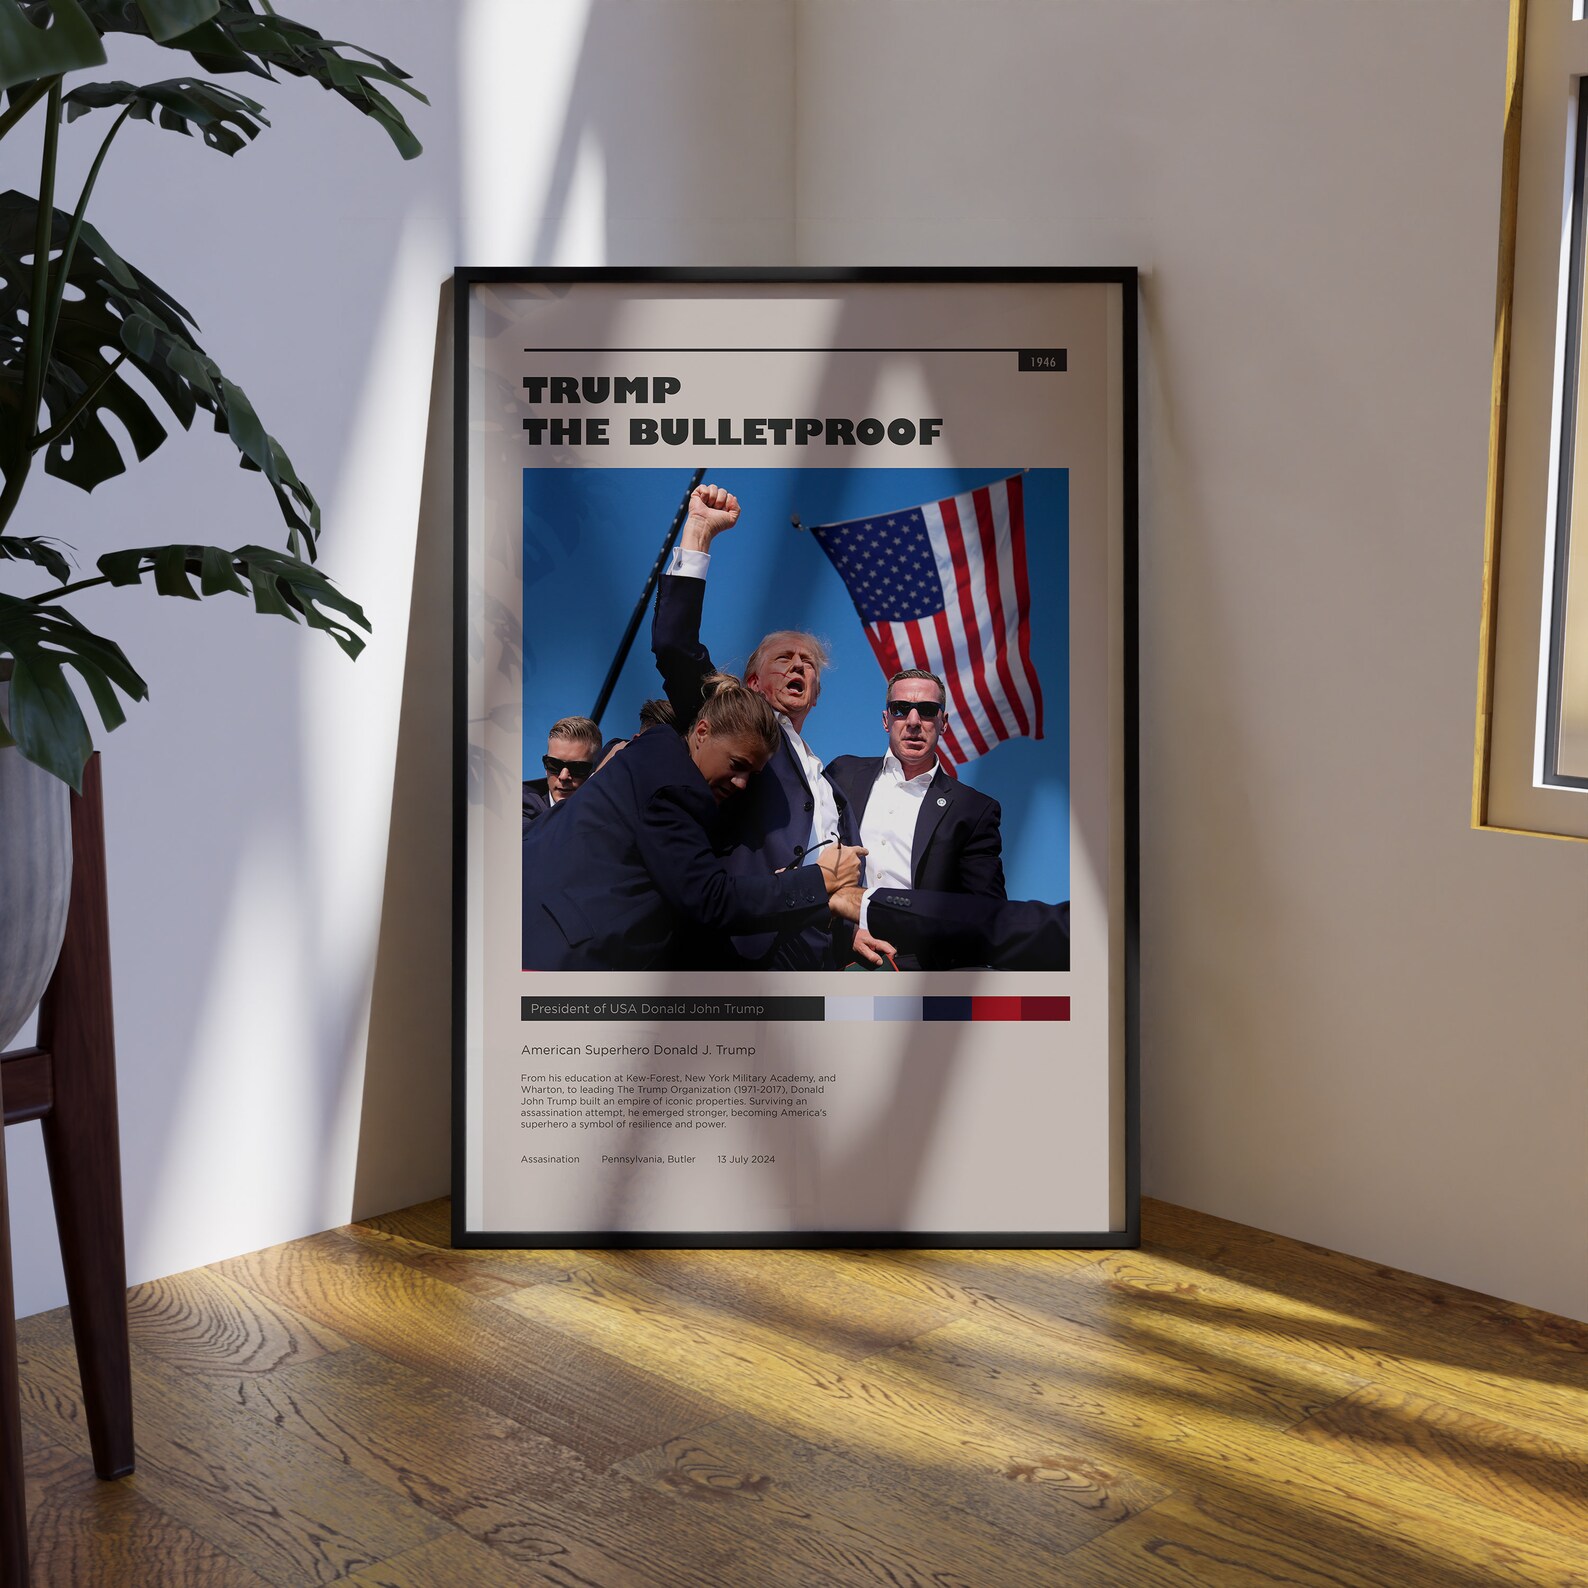 1946
TRUMP
THE BULLETPROOF
President of USA Donald John Trump
American Superhero Donald J. Trump
From his education at Kew-Forest, New York Military Academy, and
Wharton, to leading The Trump Organization (1971-2017), Donald
John Trump built an empire of iconic properties. Surviving an
assassination attempt, he emerged stronger, becoming America's
superhero a symbol of resilience and power.
Assasination Pennsylvania, Butler 13 July 2024